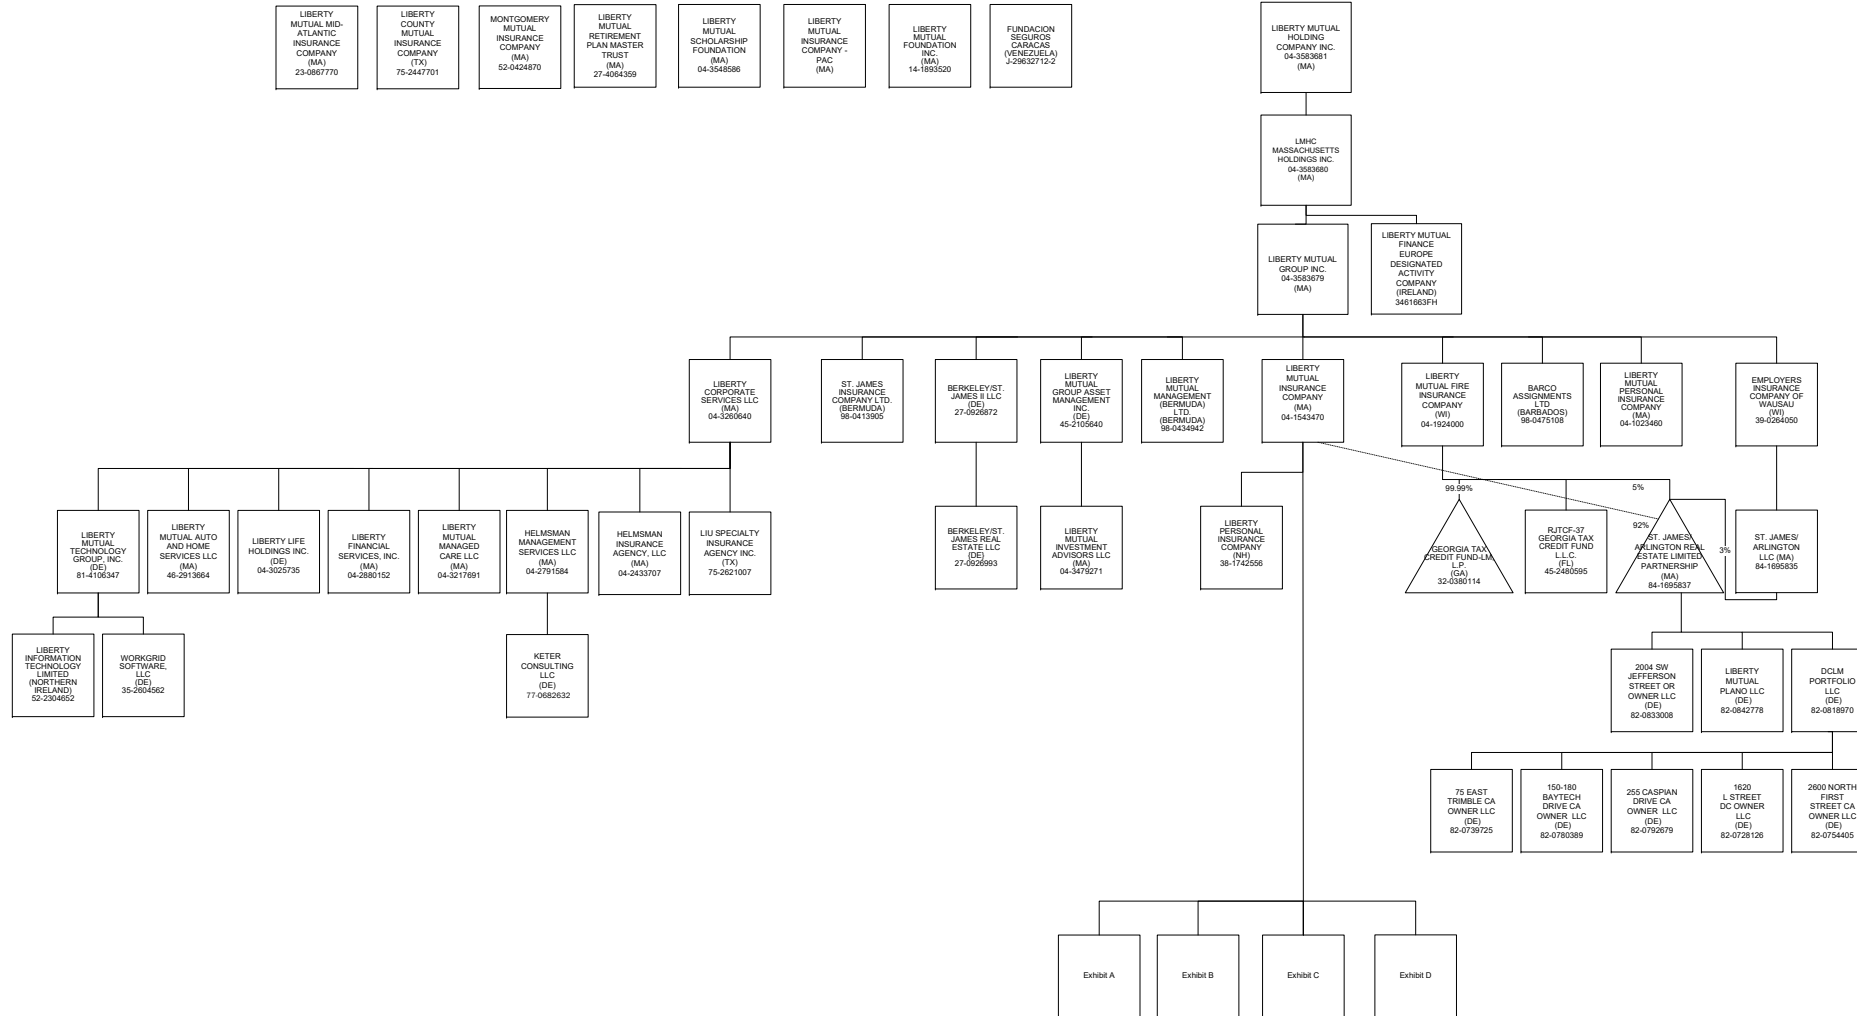 LIBERTY
MUTUAL MID-
ATLANTIC
INSURANCE
COMPANY
(MA)
23-0867770
LIBERTY
COUNTY
MUTUAL
INSURANCE
COMPANY
(TX)
75-2447701
MONTGOMERY
MUTUAL
INSURANCE
COMPANY
(MA)
52-0424870
LIBERTY
MUTUAL
RETIREMENT
PLAN MASTER
TRUST
(MA)
27-4064359
LIBERTY
MUTUAL
SCHOLARSHIP
FOUNDATION
(MA)
04-3548586
LIBERTY
MUTUAL
INSURANCE
COMPANY -
PAC
(MA)
LIBERTY
MUTUAL
FOUNDATION
INC.
(MA)
14-1893520
FUNDACION
SEGUROS
CARACAS
(VENEZUELA)
J-29632712-2
LIBERTY MUTUAL
HOLDING
COMPANY INC.
04-3583681
(MA)
LMHC
MASSACHUSETTS
HOLDINGS INC.
04-3583680
(MA)
LIBERTY MUTUAL
GROUP INC.
04-3583679
(MA)
LIBERTY MUTUAL
FINANCE
EUROPE
DESIGNATED
ACTIVITY
COMPANY
(IRELAND)
3461663FH
LIBERTY
CORPORATE
SERVICES LLC
(MA)
04-3260640
ST. JAMES
INSURANCE
COMPANY LTD.
(BERMUDA)
98-0413905
BERKELEY/ST.
JAMES II LLC
(DE)
27-0926872
LIBERTY
MUTUAL
GROUP ASSET
MANAGEMENT
INC.
(DE)
45-2105640
LIBERTY
MUTUAL
MANAGEMENT
(BERMUDA)
LTD.
(BERMUDA)
98-0434942
LIBERTY
MUTUAL
INSURANCE
COMPANY
(MA)
04-1543470
LIBERTY
MUTUAL FIRE
INSURANCE
COMPANY
(WI)
04-1924000
BARCO
ASSIGNMENTS
LTD
(BARBADOS)
98-0475108
LIBERTY
MUTUAL
PERSONAL
INSURANCE
COMPANY
(MA)
04-1023460
EMPLOYERS
INSURANCE
COMPANY OF
WAUSAU
(WI)
39-0264050
LIBERTY
MUTUAL
TECHNOLOGY
GROUP, INC.
(DE)
81-4106347
LIBERTY
MUTUAL AUTO
AND HOME
SERVICES LLC
(MA)
46-2913664
LIBERTY LIFE
HOLDINGS INC.
(DE)
04-3025735
LIBERTY
FINANCIAL
SERVICES, INC.
(MA)
04-2880152
LIBERTY
MUTUAL
MANAGED
CARE LLC
(MA)
04-3217691
HELMSMAN
MANAGEMENT
SERVICES LLC
(MA)
04-2791584
HELMSMAN
INSURANCE
AGENCY, LLC
(MA)
04-2433707
LIU SPECIALTY
INSURANCE
AGENCY INC.
(TX)
75-2621007
BERKELEY/ST.
JAMES REAL
ESTATE LLC
(DE)
27-0926993
LIBERTY
MUTUAL
INVESTMENT
ADVISORS LLC
(MA)
04-3479271
LIBERTY
PERSONAL
INSURANCE
COMPANY
(NH)
38-1742556
99.99%
GEORGIA TAX
CREDIT FUND-LM
L.P.
(GA)
32-0380114
RJTCF-37
GEORGIA TAX
CREDIT FUND
L.L.C.
(FL)
45-2480595
5%
92%
ST. JAMES/
ARLINGTON REAL
ESTATE LIMITED
PARTNERSHIP
(MA)
84-1695837
3%
ST. JAMES/
ARLINGTON
LLC (MA)
84-1695835
LIBERTY
INFORMATION
TECHNOLOGY
LIMITED
(NORTHERN
IRELAND)
52-2304652
WORKGRID
SOFTWARE,
LLC
(DE)
35-2604562
KETER
CONSULTING
LLC
(DE)
77-0682632
2004 SW
JEFFERSON
STREET OR
OWNER LLC
(DE)
82-0833008
LIBERTY
MUTUAL
PLANO LLC
(DE)
82-0842778
DCLM
PORTFOLIO
LLC
(DE)
82-0818970
75 EAST
TRIMBLE CA
OWNER LLC
(DE)
82-0739725
150-180
BAYTECH
DRIVE CA
OWNER LLC
(DE)
82-0780389
255 CASPIAN
DRIVE CA
OWNER LLC
(DE)
82-0792679
1620
L STREET
DC OWNER
LLC
(DE)
82-0728126
2600 NORTH
FIRST
STREET CA
OWNER LLC
(DE)
82-0754405
Exhibit A
Exhibit B
Exhibit C
Exhibit D